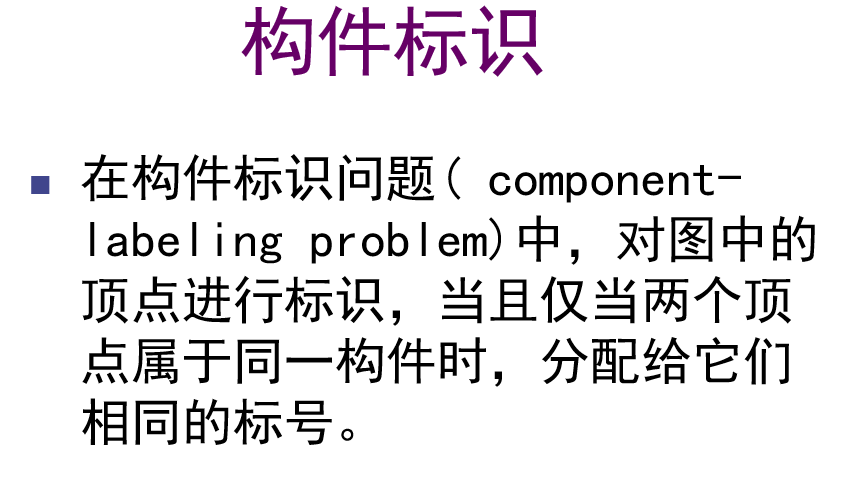 构件标识
在构件标识问题( component-
labeling problem)中，对图中的
顶点进行标识，当且仅当两个顶
点属于同一构件时，分配给它们
相同的标号。